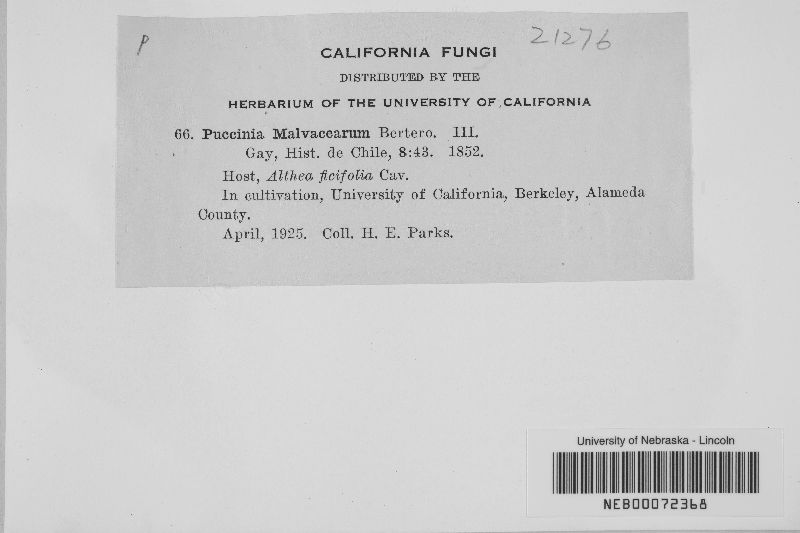 p
21276
CALIFORNIA FUNGI
DISTRIBUTED BY THE
HERBARIUM OF THE UNIVERSITY OF CALIFORNIA
66. Puccinia Malvacearum Bertero. III.
Gay, Hist. de Chile, 8:43. 1852.
Host, Althea ficifolia Cav.
In cultivation, University of California, Berkeley, Alameda
County.
April, 1925. Coll. H. E. Parks.
University of Nebraska - Lincoln
NEB00072368